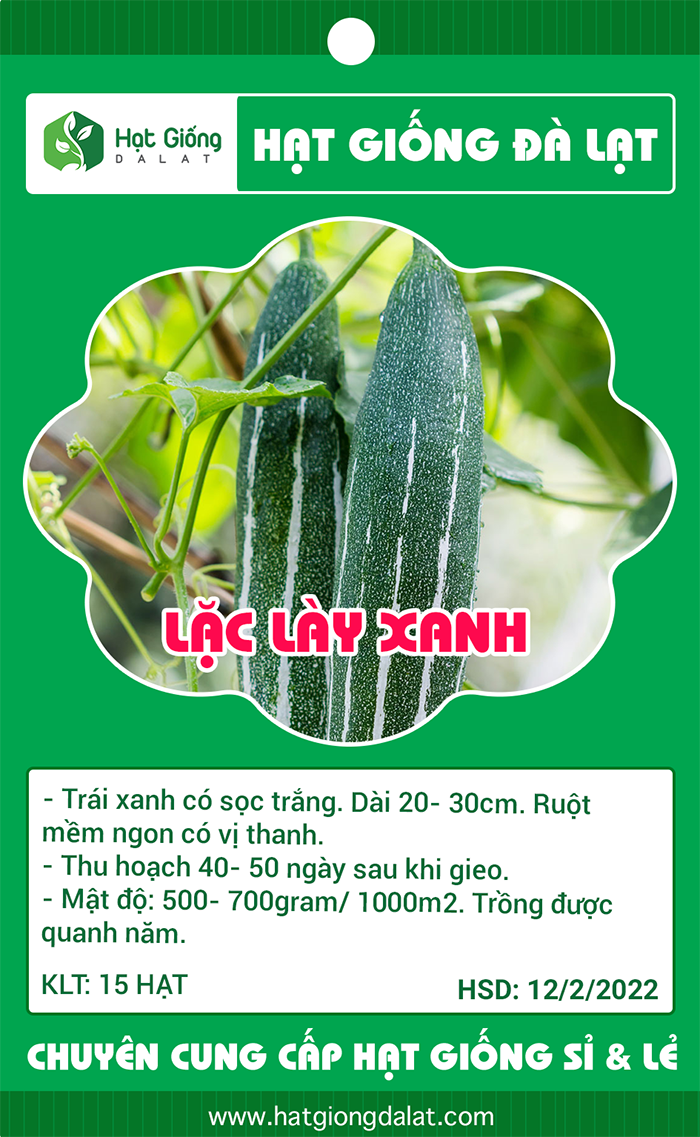 Hạt Giống
DALAT
HẠT GIỐNG ĐÀ LẠT
LẶC LÀY XANH
- Trái xanh có sọc trắng. Dài 20- 30cm. Ruột
mềm ngon có vị thanh.
- Thu hoạch 40- 50 ngày sau khi gieo.
- Mật độ: 500- 700gram/ 1000m2. Trồng được
quanh năm.
KLT: 15 HẠT
HSD: 12/2/2022
CHUYÊN CUNG CẤP HẠT GIỐNG SỈ & LẺ
www.hatgiongdalat.com